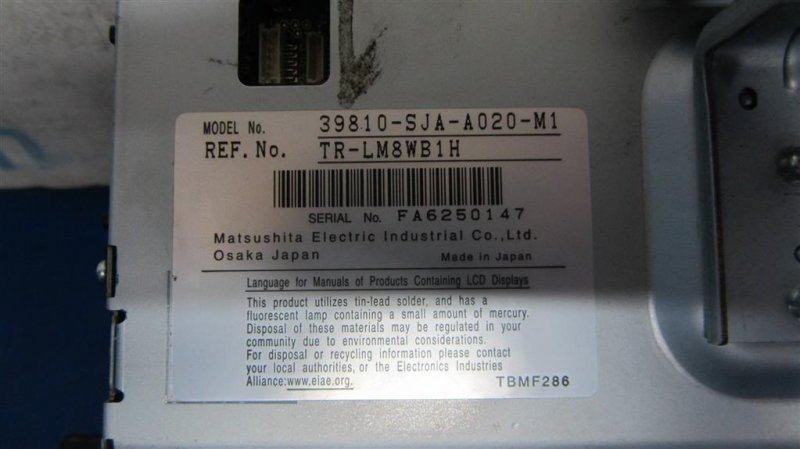 MODEL No. 39810-SJA-A020-M1
REF.No. TR-LM8WB1H
SERIAL No. FA6250147
Matsushita Electric Industrial Co.,Ltd.
Osaka Japan Made in Japan
Language for Manuals of Products Containing LCD Displays
This product utilizes tin-lead solder, and has a
fluorescent lamp containing a small amount of mercury.
Disposal of these materials may be regulated in your
community due to environmental considerations.
For disposal or recycling information please contact
your local authorities, or the Electronics Industries
Alliance:www.eiae.org.
TBMF286